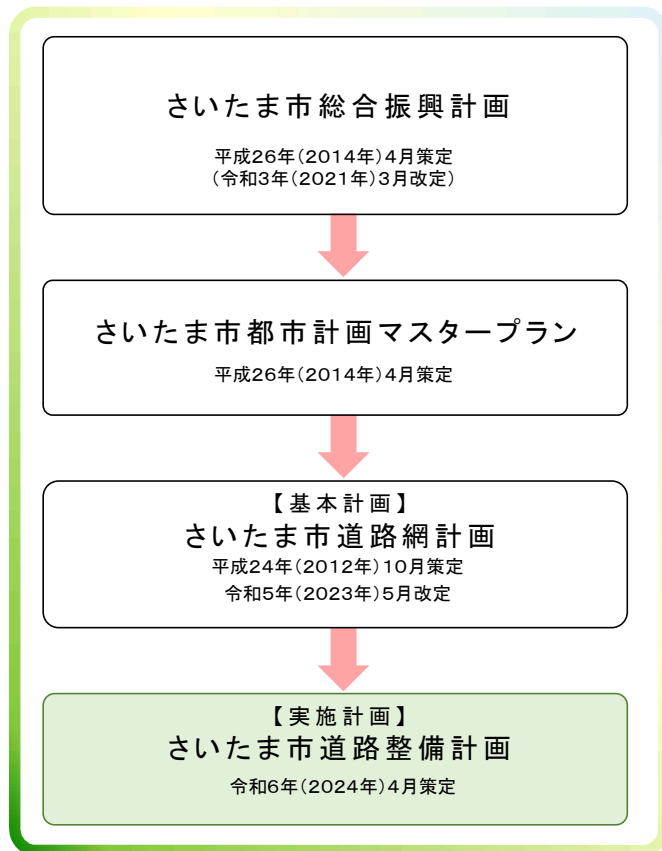 さいたま市総合振興計画
平成26年(2014年)4月策定
(令和3年(2021年)3月改定)
さいたま市都市計画マスタープラン
平成26年(2014年)4月策定
【基本計画】
さいたま市道路網計画
平成24年(2012年)10月策定
令和5年(2023年)5月改定
【実施計画】
さいたま市道路整備計画
令和6年(2024年)4月策定